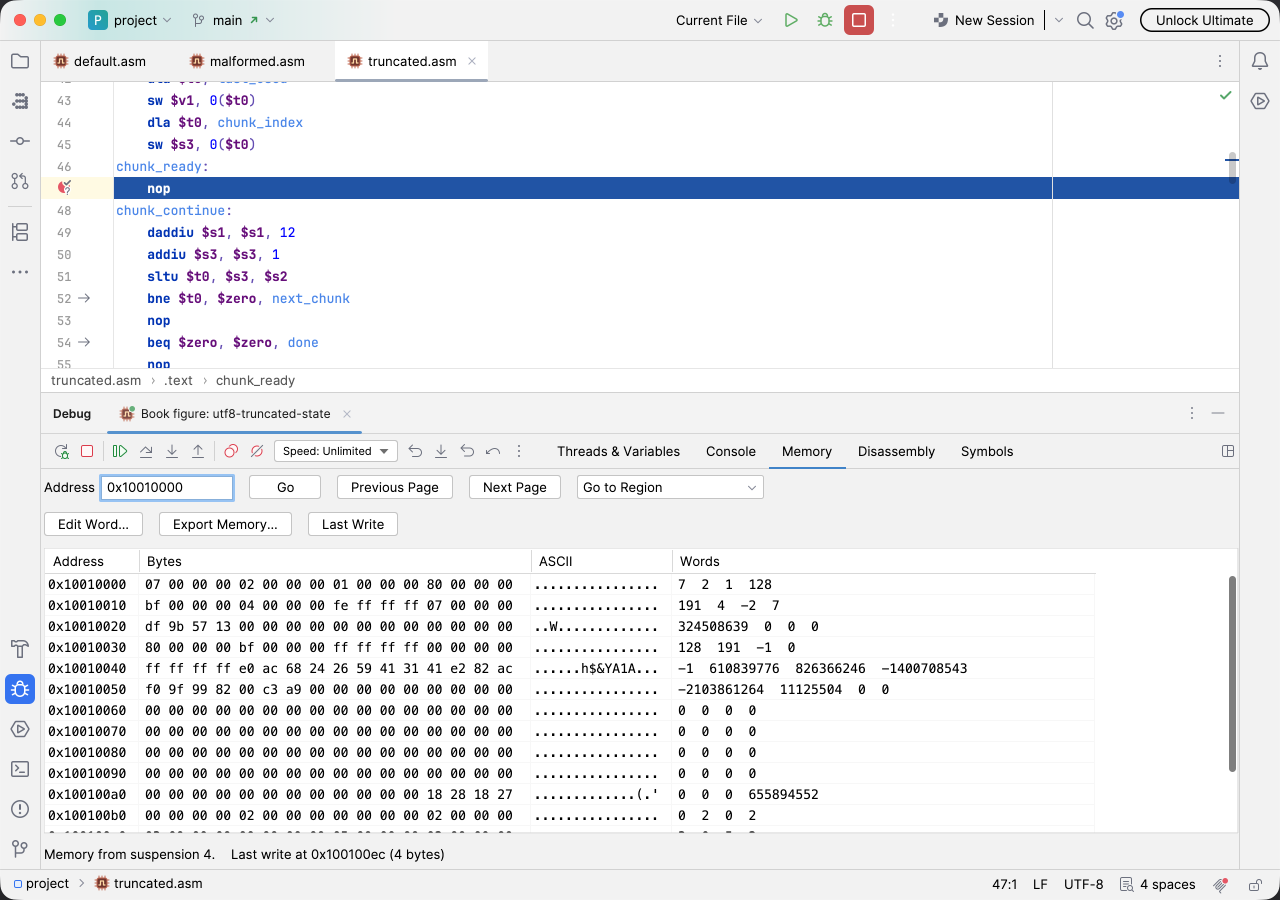 P project main Current File New Session Unlock Ultimate
default.asm malformed.asm truncated.asm
43 sw $v1, 0($t0)
44 dla $t0, chunk_index
45 sw $s3, 0($t0)
46 chunk_ready:
nop
48 chunk_continue:
49 daddiu $s1, $s1, 12
50 addiu $s3, $s3, 1
51 sltu $t0, $s3, $s2
52 bne $t0, $zero, next_chunk
53 nop
54 beq $zero, $zero, done
55 nop
truncated.asm › .text › chunk_ready
Debug Book figure: utf8-truncated-state
Speed: Unlimited Threads & Variables Console Memory Disassembly Symbols
Address 0x10010000 Go Previous Page Next Page Go to Region
Edit Word... Export Memory... Last Write
Address Bytes ASCII Words
0x10010000 07 00 00 00 02 00 00 00 01 00 00 00 80 00 00 00 ................ 7 2 1 128
0x10010010 bf 00 00 00 04 00 00 00 fe ff ff ff 07 00 00 00 ................ 191 4 -2 7
0x10010020 df 9b 57 13 00 00 00 00 00 00 00 00 00 00 00 00 ..W............. 324508639 0 0 0
0x10010030 80 00 00 00 bf 00 00 00 ff ff ff ff 00 00 00 00 ................ 128 191 -1 0
0x10010040 ff ff ff ff e0 ac 68 24 26 59 41 31 41 e2 82 ac ......h$&YA1A... -1 610839776 826366246 -1400708543
0x10010050 f0 9f 99 82 00 c3 a9 00 00 00 00 00 00 00 00 00 ................ -2103861264 11125504 0 0
0x10010060 00 00 00 00 00 00 00 00 00 00 00 00 00 00 00 00 ................ 0 0 0 0
0x10010070 00 00 00 00 00 00 00 00 00 00 00 00 00 00 00 00 ................ 0 0 0 0
0x10010080 00 00 00 00 00 00 00 00 00 00 00 00 00 00 00 00 ................ 0 0 0 0
0x10010090 00 00 00 00 00 00 00 00 00 00 00 00 00 00 00 00 ................ 0 0 0 0
0x100100a0 00 00 00 00 00 00 00 00 00 00 00 00 18 28 18 27 .............(.' 0 0 0 655894552
0x100100b0 00 00 00 00 02 00 00 00 00 00 00 00 02 00 00 00 ................ 0 2 0 2
Memory from suspension 4. Last write at 0x100100ec (4 bytes)
project › truncated.asm 47:1 LF UTF-8 4 spaces